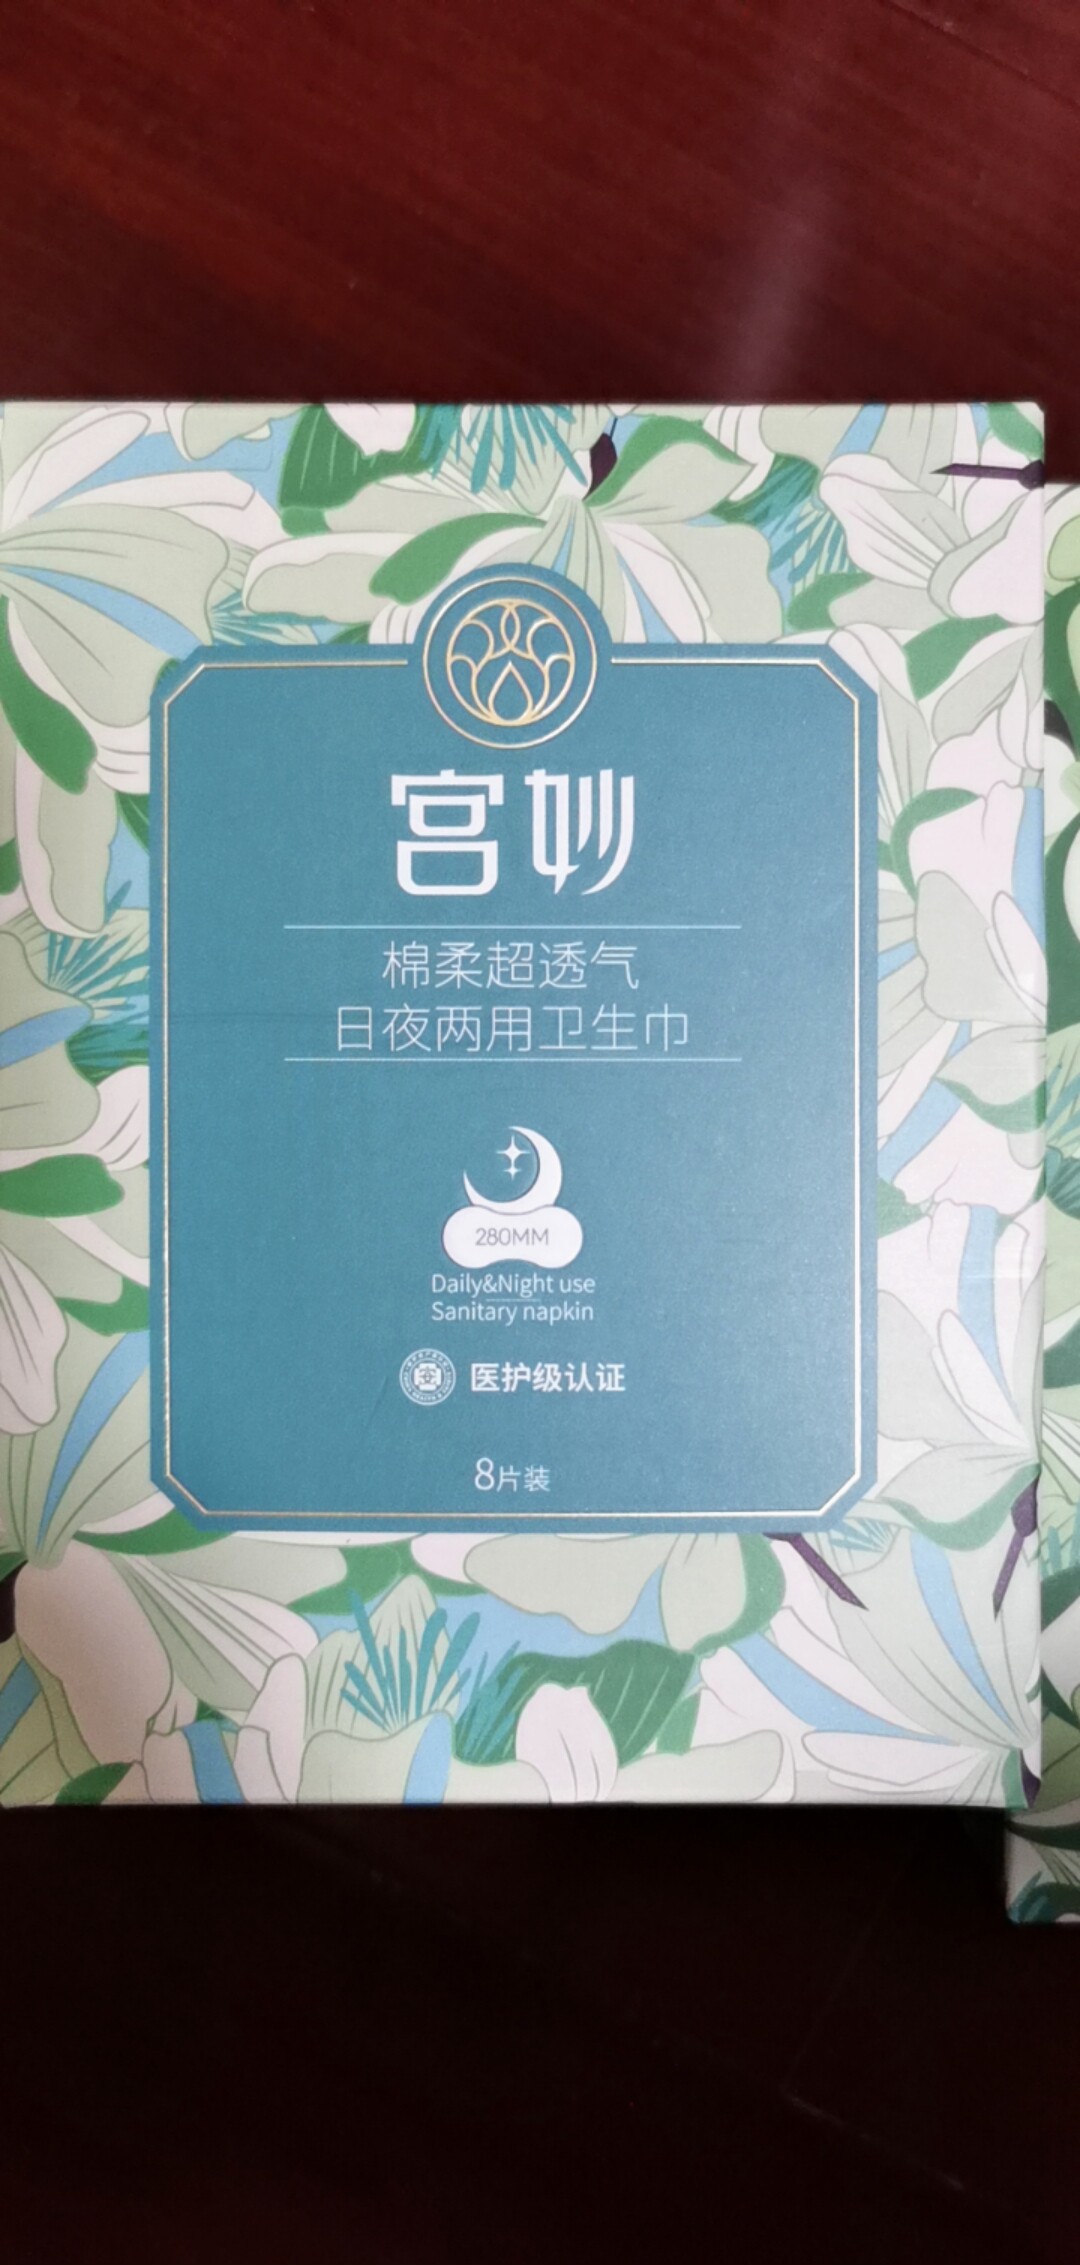 宫妙
棉柔超透气
日夜两用卫生巾
280MM
Daily&Night use
Sanitary napkin
医护级认证
8片装